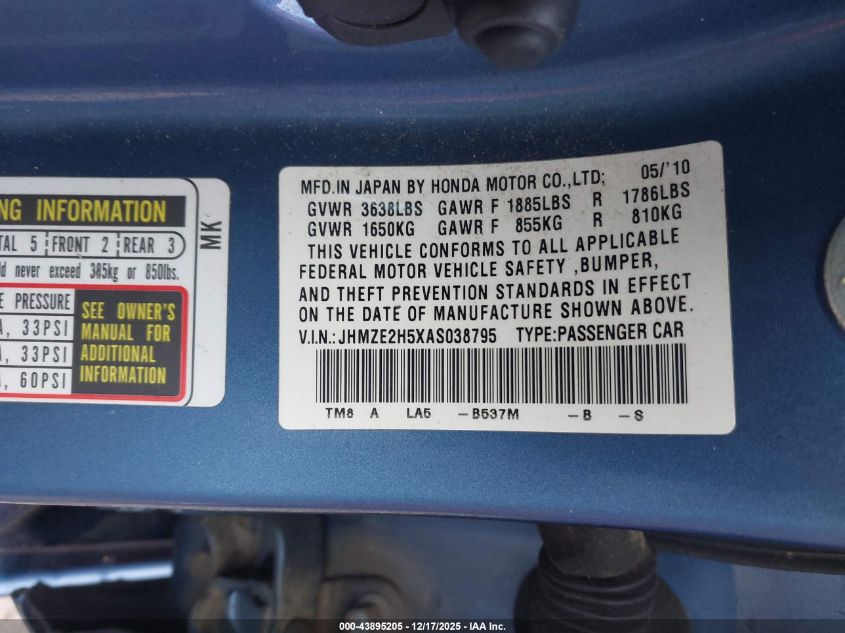 NG INFORMATION
TAL 5 FRONT 2 REAR 3
ld never exceed 385kg or 850lbs.
E PRESSURE
A, 33PSI
A, 33PSI
A, 60PSI
SEE OWNER'S
MANUAL FOR
ADDITIONAL
INFORMATION
MK
MFD.IN JAPAN BY HONDA MOTOR CO.,LTD; 05/'10
GVWR 3638LBS GAWR F 1885LBS R 1786LBS
GVWR 1650KG GAWR F 855KG R 810KG
THIS VEHICLE CONFORMS TO ALL APPLICABLE
FEDERAL MOTOR VEHICLE SAFETY ,BUMPER,
AND THEFT PREVENTION STANDARDS IN EFFECT
ON THE DATE OF MANUFACTURE SHOWN ABOVE.
V.I.N.:JHMZE2H5XAS038795 TYPE:PASSENGER CAR
TM8 A LA5 -B537M -B -S
000-43895205 - 12/17/2025 - IAA Inc.